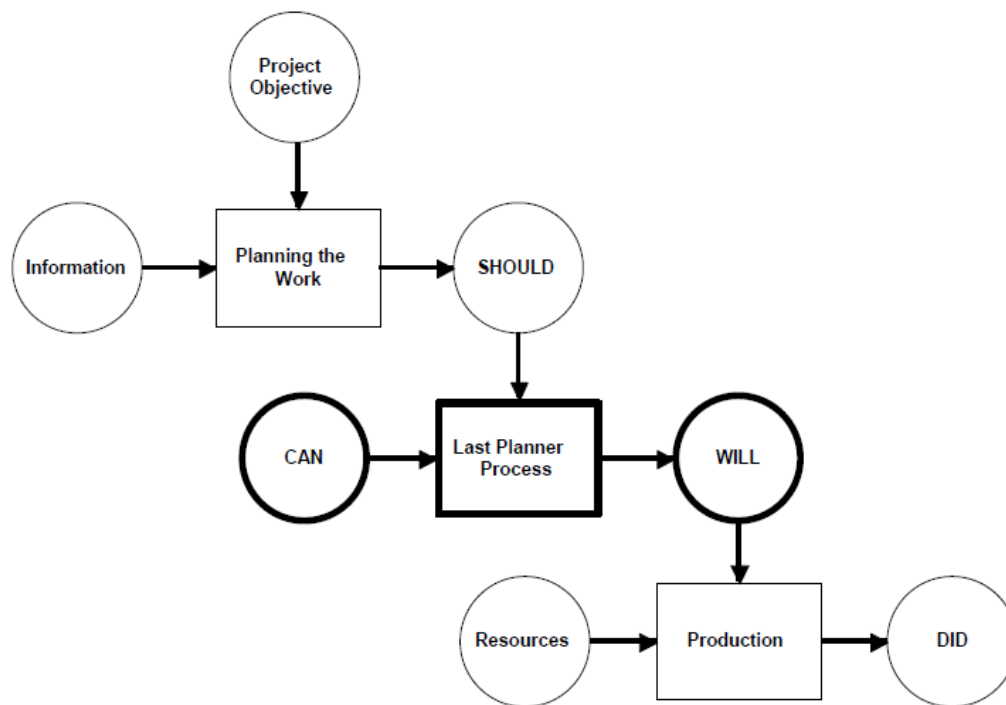 Project
Objective
Information
Planning the
Work
SHOULD
CAN
Last Planner
Process
WILL
Resources
Production
DID